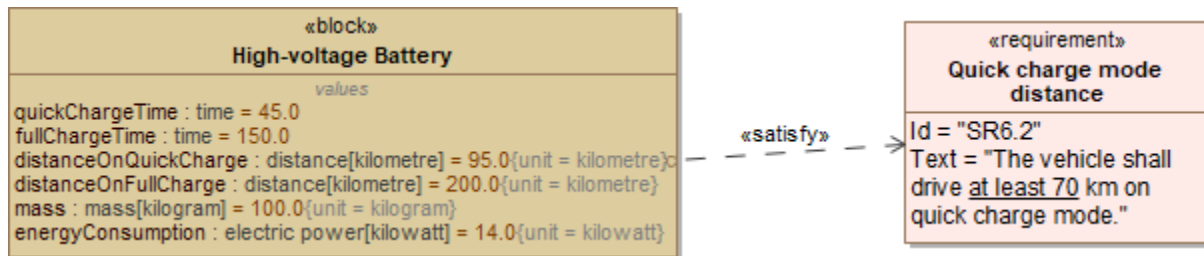 «block»
High-voltage Battery
values
quickChargeTime : time = 45.0
fullChargeTime : time = 150.0
distanceOnQuickCharge : distance[kilometre] = 95.0{unit = kilometre}c
distanceOnFullCharge : distance[kilometre] = 200.0{unit = kilometre}
mass : mass[kilogram] = 100.0{unit = kilogram}
energyConsumption : electric power[kilowatt] = 14.0{unit = kilowatt}
«satisfy»
«requirement»
Quick charge mode
distance
Id = "SR6.2"
Text = "The vehicle shall
drive at least 70 km on
quick charge mode."